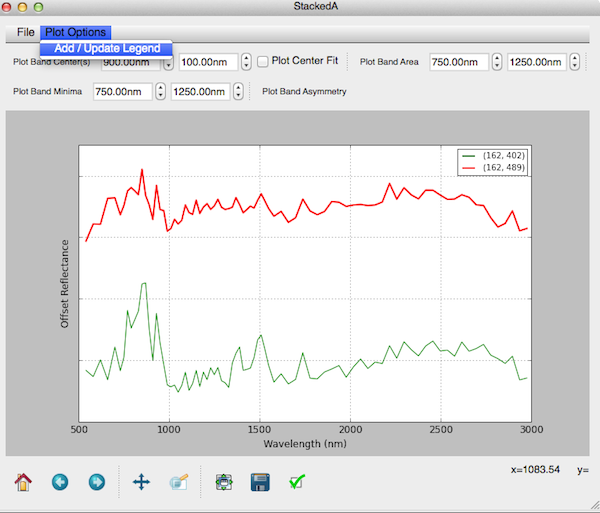 StackedA
File Plot Options
Add / Update Legend
Plot Band Center(s) 900.00nm 100.00nm Plot Center Fit Plot Band Area 750.00nm 1250.00nm
Plot Band Minima 750.00nm 1250.00nm Plot Band Asymmetry
(162, 402)
(162, 489)
Offset Reflectance
500 1000 1500 2000 2500 3000
Wavelength (nm)
x=1083.54 y=